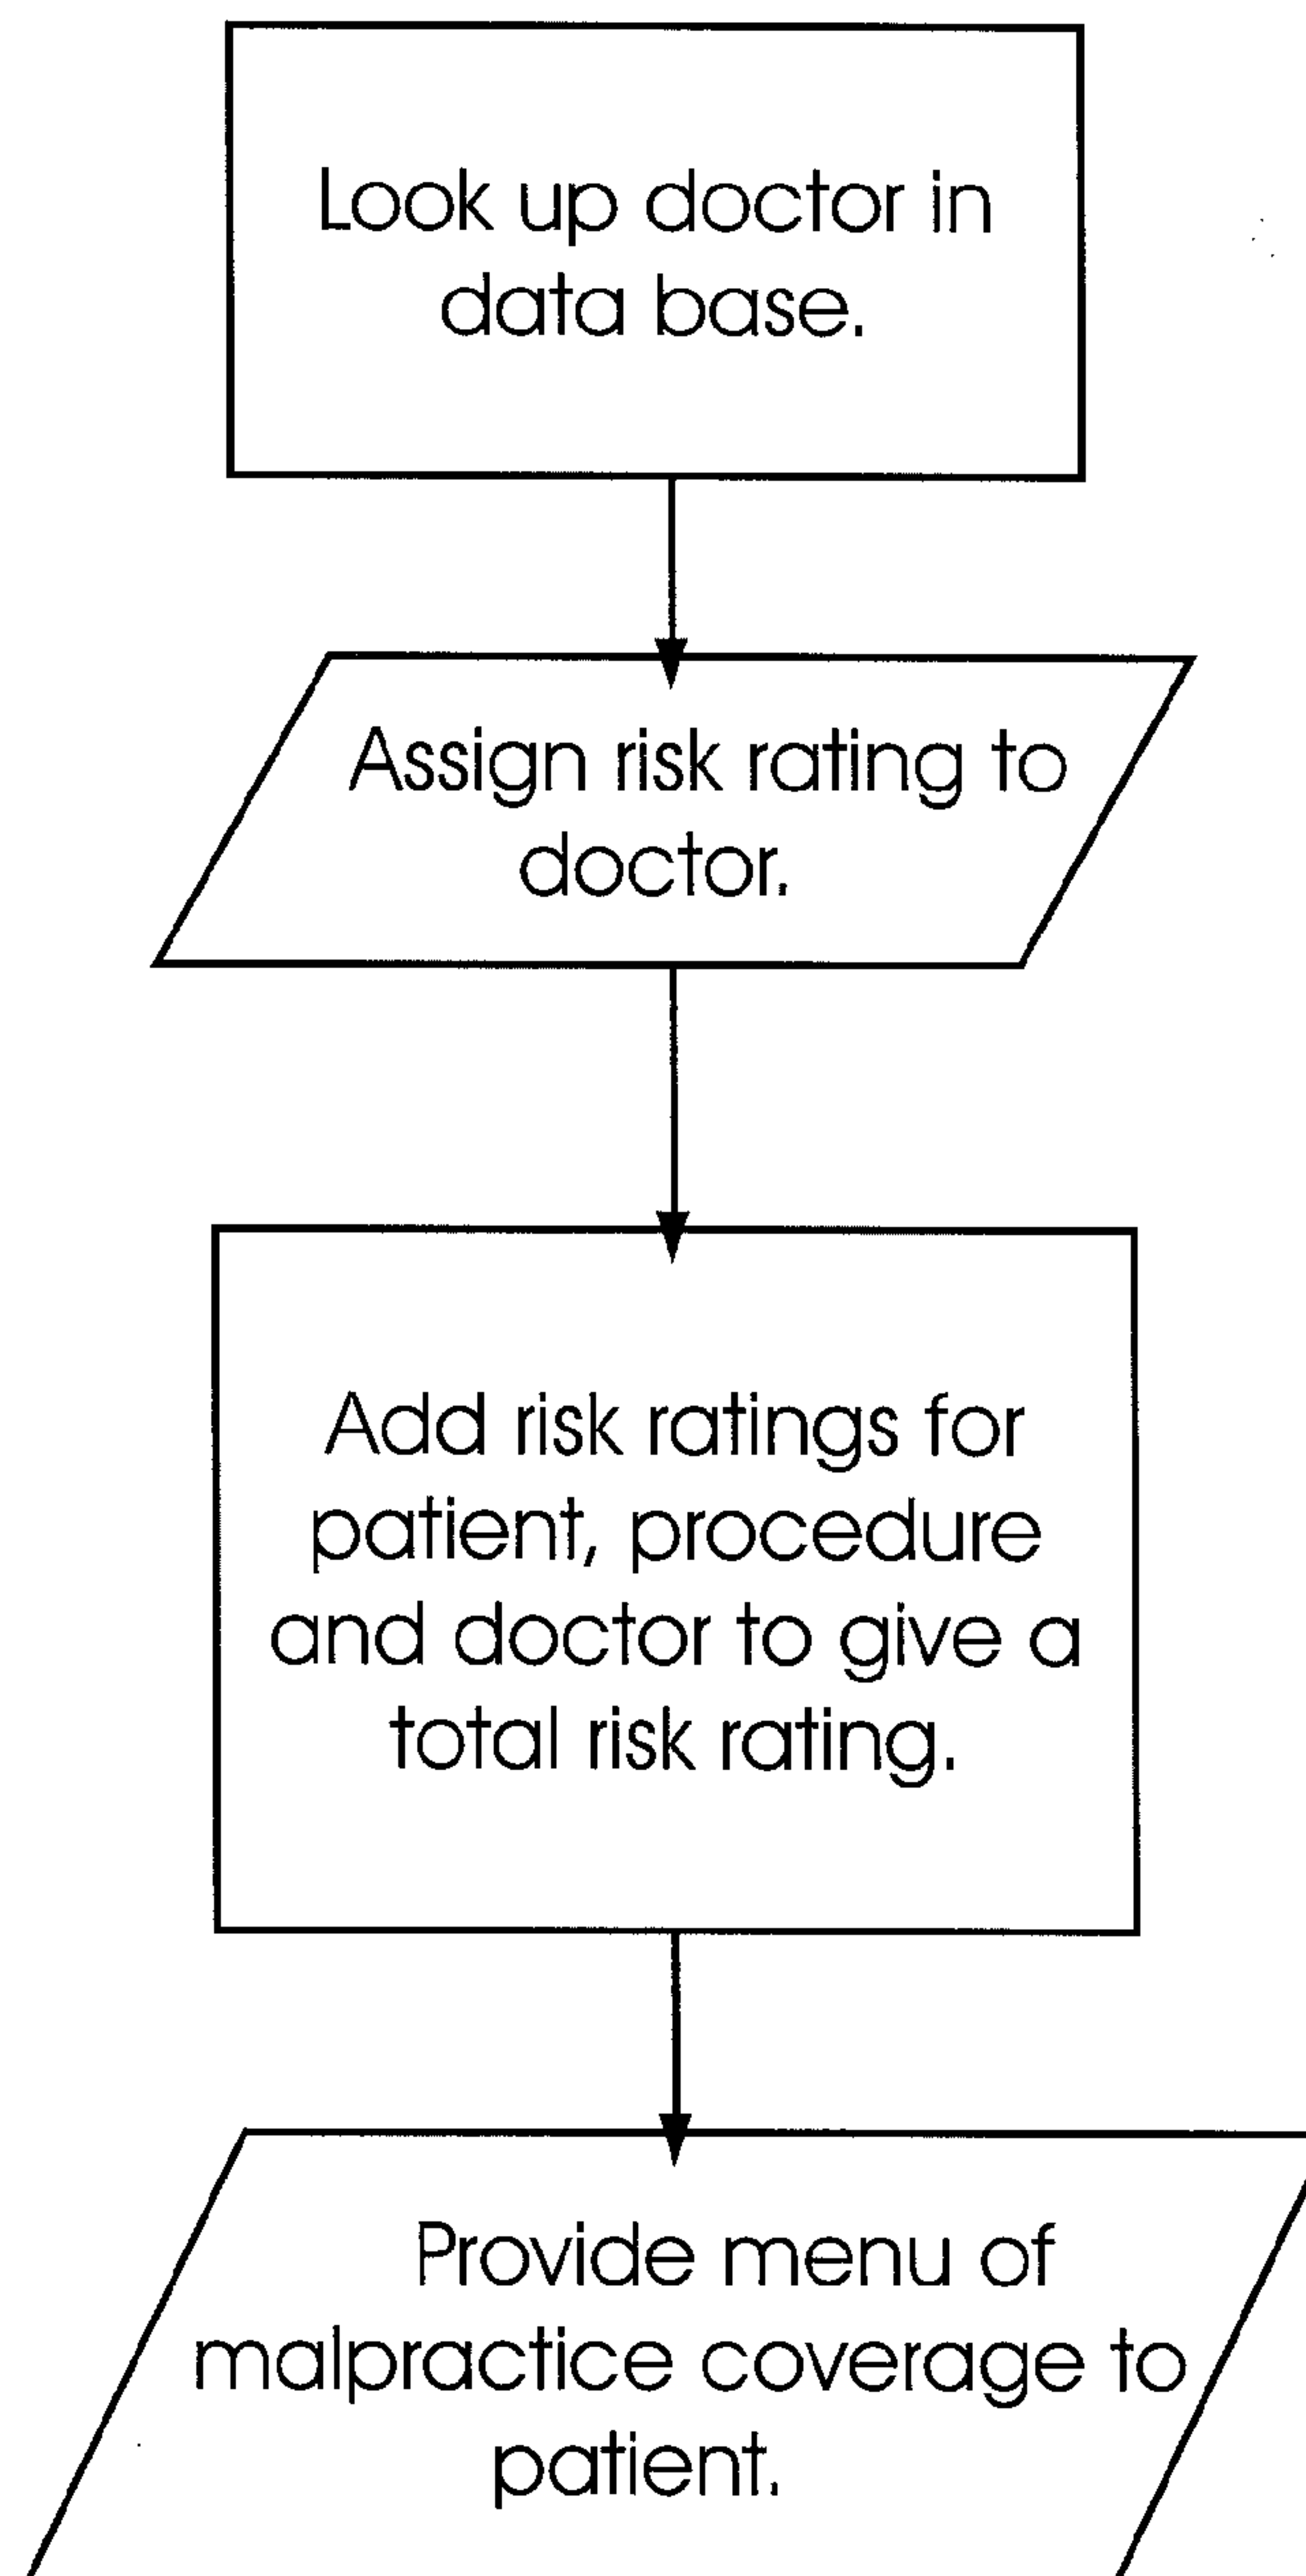 Look up doctor in
data base.
Assign risk rating to
doctor.
Add risk ratings for
patient, procedure
and doctor to give a
total risk rating.
Provide menu of
malpractice coverage to
patient.